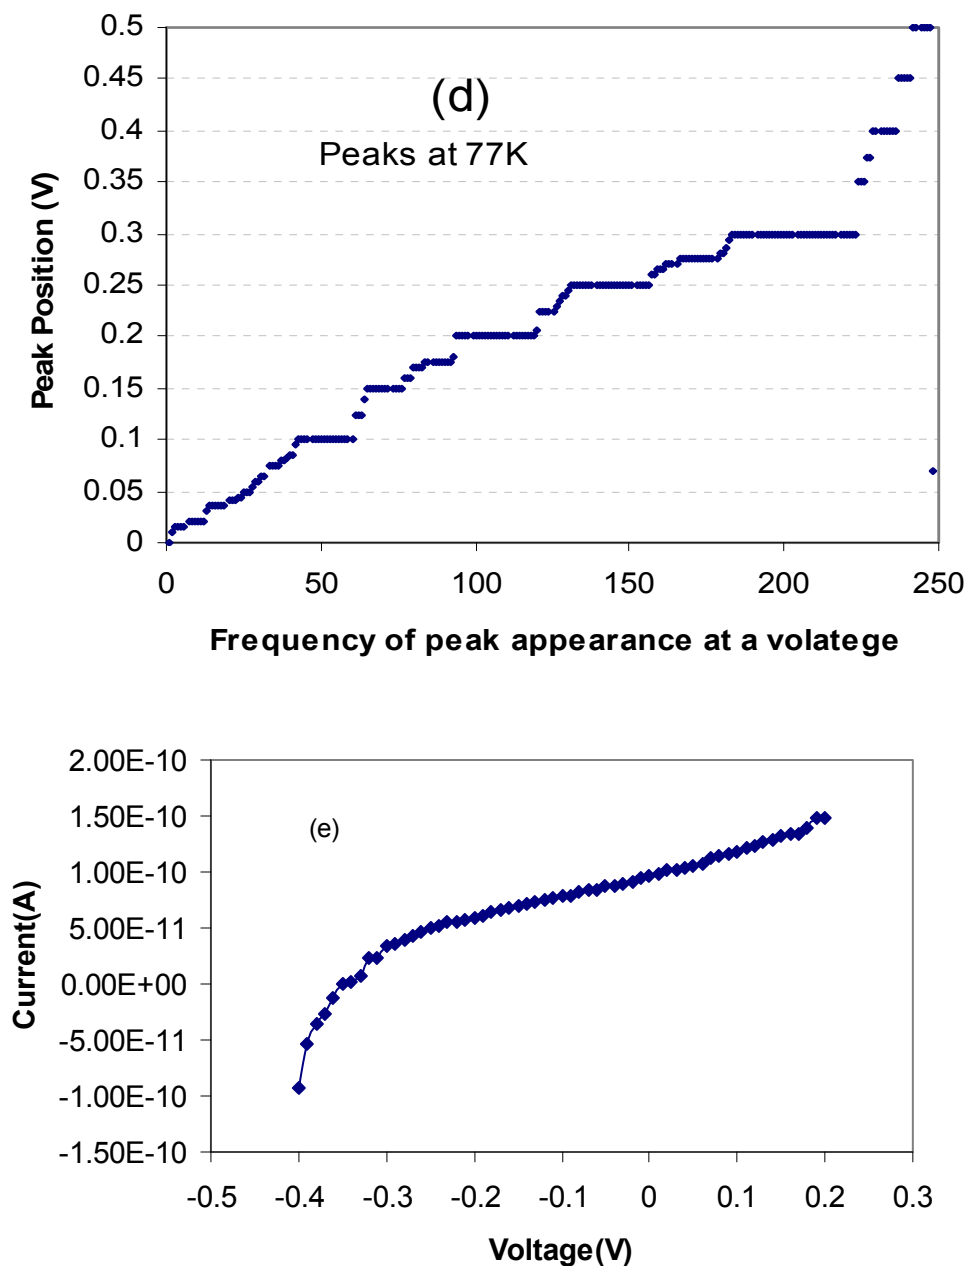 0.5
0.45
0.4
0.35
0.3
0.25
0.2
0.15
0.1
0.05
0
Peak Position (V)
(d)
Peaks at 77K
0 50 100 150 200 250
Frequency of peak appearance at a volatege
2.00E-10
1.50E-10
1.00E-10
5.00E-11
0.00E+00
-5.00E-11
-1.00E-10
-1.50E-10
Current(A)
(e)
-0.5 -0.4 -0.3 -0.2 -0.1 0 0.1 0.2 0.3
Voltage(V)